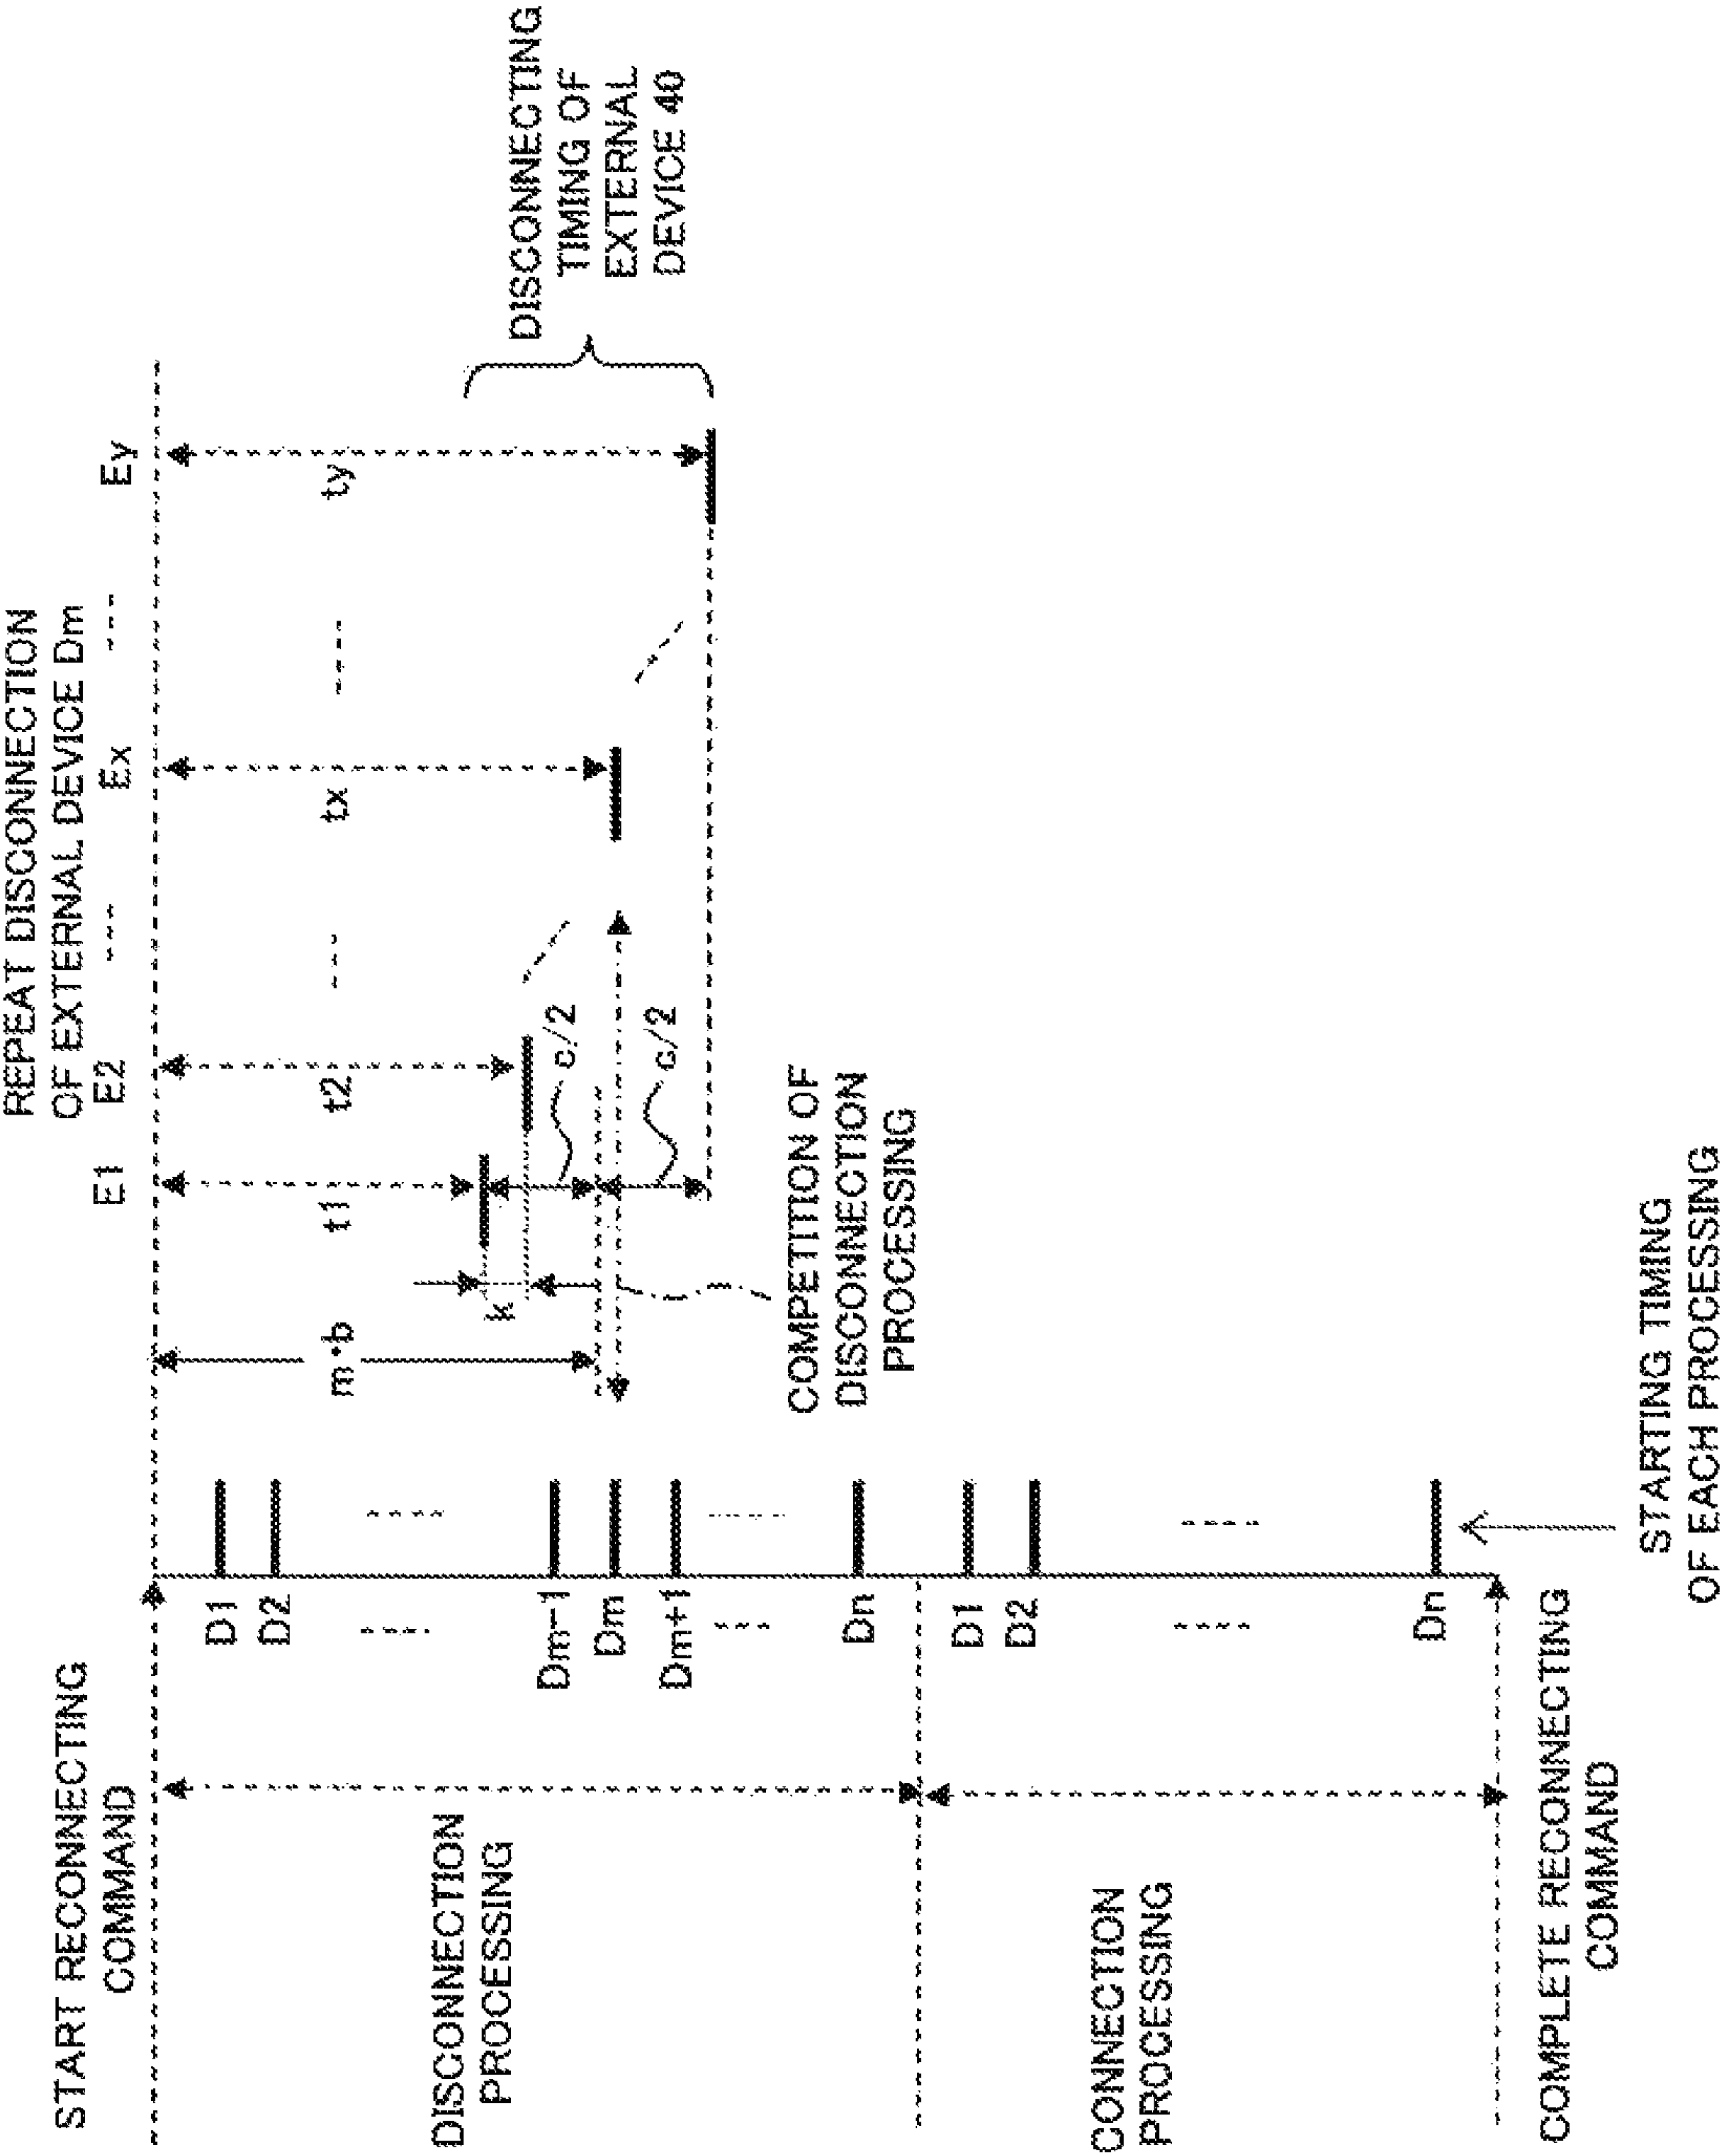 START RECONNECTING
COMMAND
DISCONNECTION
PROCESSING
CONNECTION
PROCESSING
COMPLETE RECONNECTING
COMMAND
D1
D2
Dm-1
Dm
Dm+1
Dn
D1
D2
Dn
STARTING TIMING
OF EACH PROCESSING
REPEAT DISCONNECTION
OF EXTERNAL DEVICE Dm
E1 E2 --- Ex --- Ey
m·b
k
t1 t2 ---- tx ---- ty
c/2
c/2
COMPETITION OF
DISCONNECTION
PROCESSING
DISCONNECTING
TIMING OF
EXTERNAL
DEVICE 40